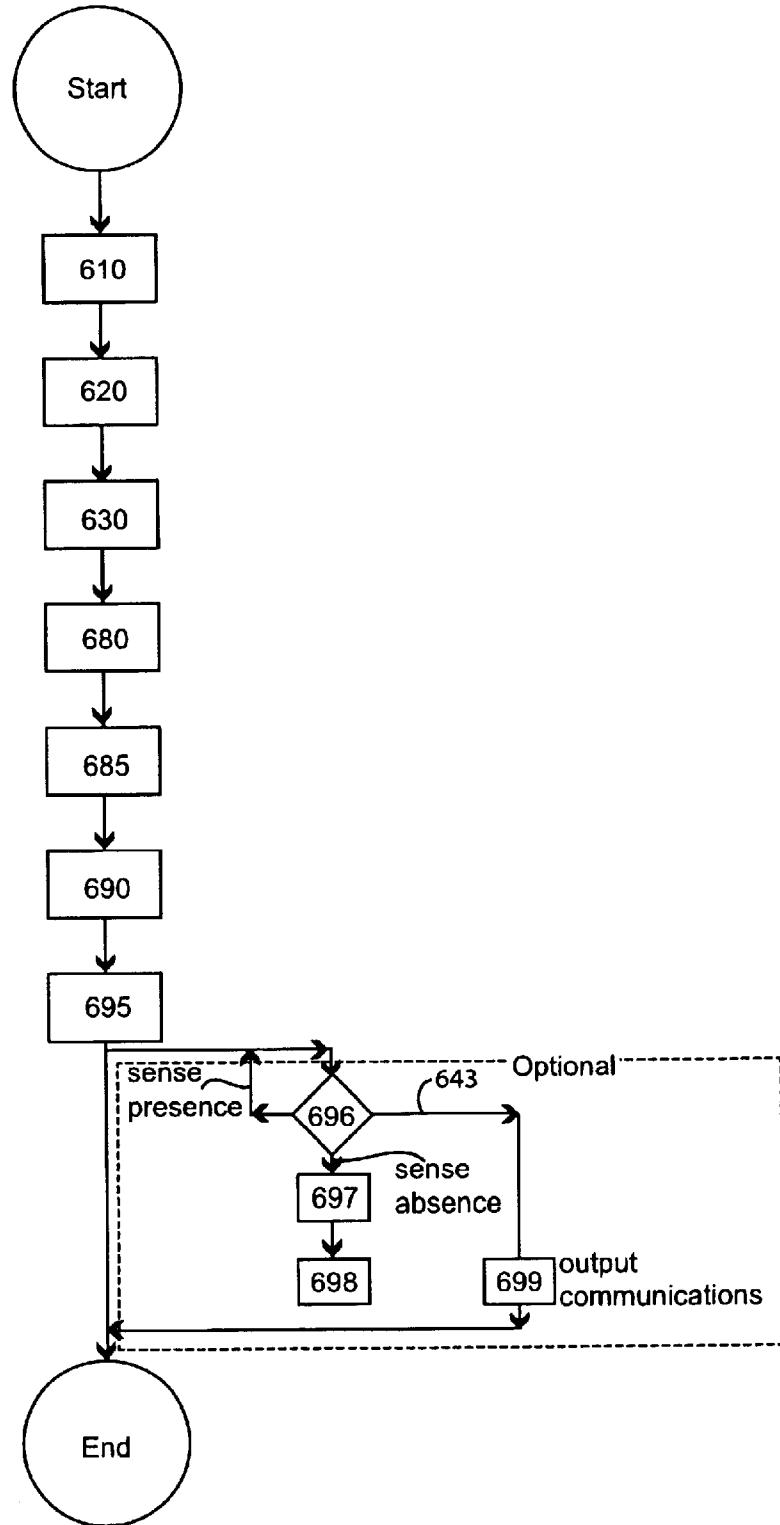 Start
610
620
630
680
685
690
695
Optional
sense
presence
643
696
sense
absence
697
698
699
output
communications
End